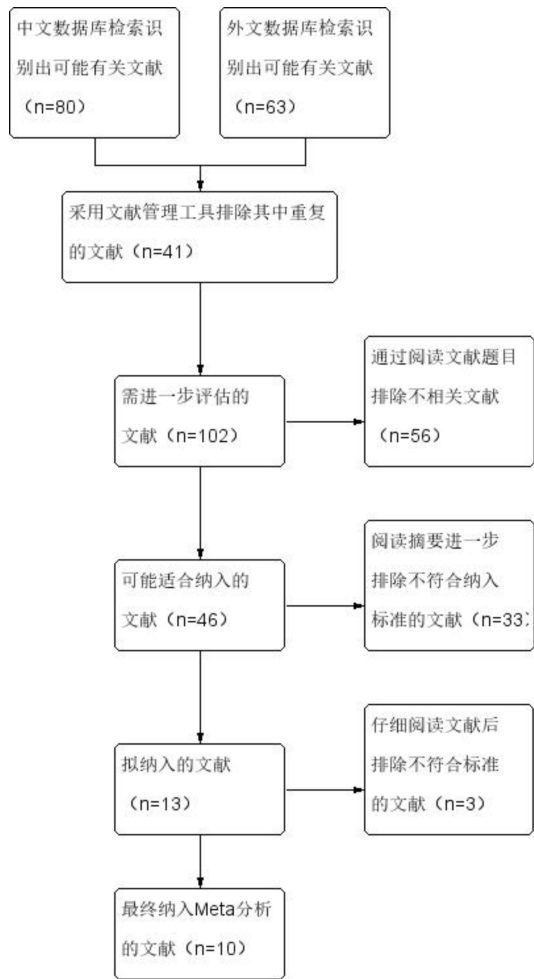 中文数据库检索识
别出可能有关文献
（n=80）
外文数据库检索识
别出可能有关文献
（n=63）
采用文献管理工具排除其中重复
的文献（n=41）
需进一步评估的
文献（n=102）
通过阅读文献题目
排除不相关文献
（n=56）
可能适合纳入的
文献（n=46）
阅读摘要进一步
排除不符合纳入
标准的文献（n=33）
拟纳入的文献
（n=13）
仔细阅读文献后
排除不符合标准
的文献（n=3）
最终纳入Meta分析
的文献（n=10）